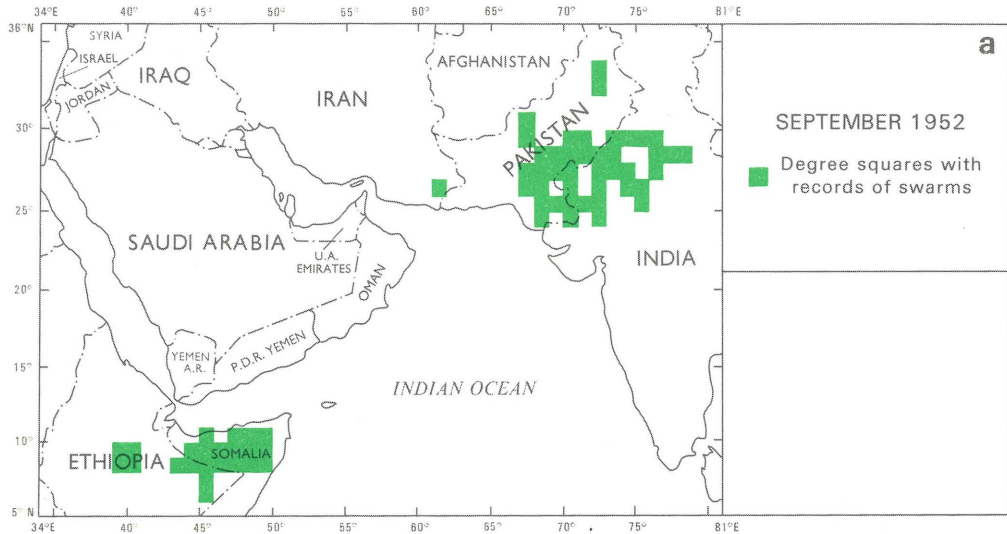 34°E 40° 45° 50° 55° 60° 65° 70° 75° 81°E
36°N
30°
25°
20°
15°
10°
5°N
SYRIA
ISRAEL
JORDAN
IRAQ
IRAN
AFGHANISTAN
PAKISTAN
SAUDI ARABIA
U.A.
EMIRATES
OMAN
INDIA
YEMEN
A.R.
P.D.R. YEMEN
INDIAN OCEAN
ETHIOPIA
SOMALIA
34°E 40° 45° 50° 55° 60° 65° 70° 75° 81°E
a
SEPTEMBER 1952
Degree squares with
records of swarms